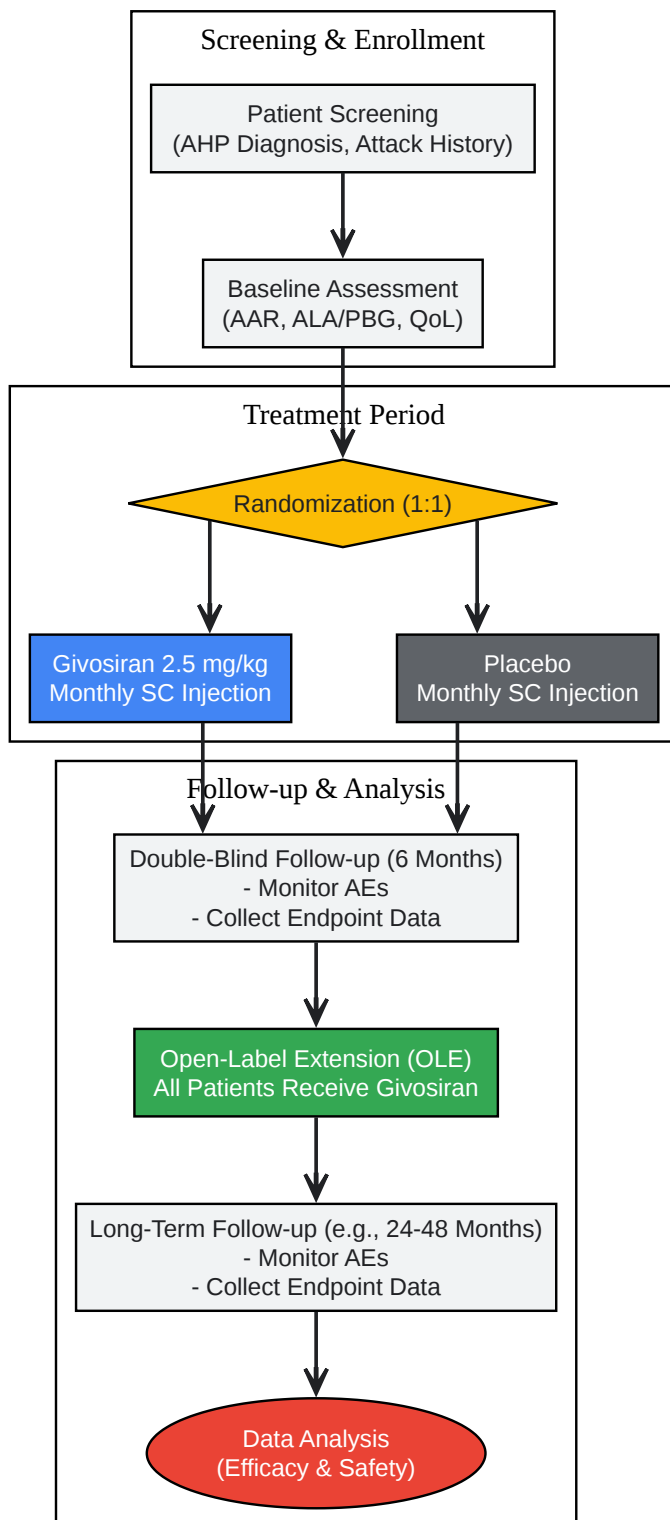 Screening & Enrollment
Patient Screening
(AHP Diagnosis, Attack History)
Baseline Assessment
(AAR, ALA/PBG, QoL)
Treatment Period
Randomization (1:1)
Givosiran 2.5 mg/kg
Monthly SC Injection
Placebo
Monthly SC Injection
Follow-up & Analysis
Double-Blind Follow-up (6 Months)
- Monitor AEs
- Collect Endpoint Data
Open-Label Extension (OLE)
All Patients Receive Givosiran
Long-Term Follow-up (e.g., 24-48 Months)
- Monitor AEs
- Collect Endpoint Data
Data Analysis
(Efficacy & Safety)